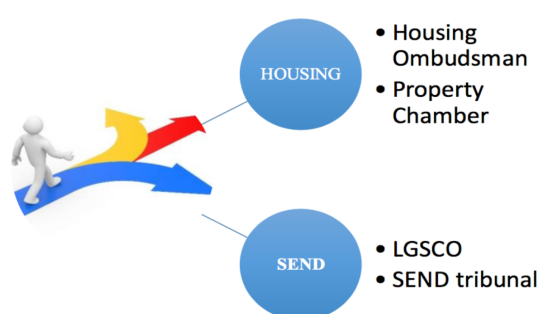 HOUSING
• Housing
Ombudsman
• Property
Chamber
SEND
• LGSCO
• SEND tribunal